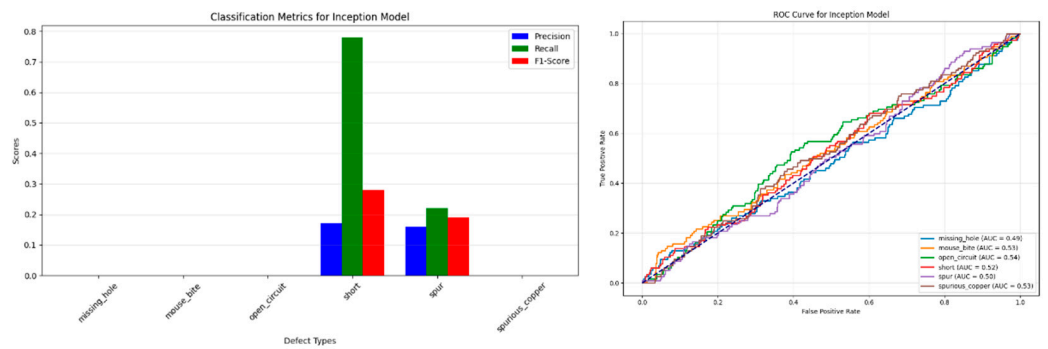 Classification Metrics for Inception Model
Precision
Recall
F1-Score
0.8
0.7
0.6
0.5
0.4
0.3
0.2
0.1
0.0
Scores
missing_hole
mouse_bite
open_circuit
short
spur
spurious_copper
Defect Types
ROC Curve for Inception Model
1.0
0.8
0.6
0.4
0.2
0.0
True Positive Rate
missing_hole (AUC = 0.49)
mouse_bite (AUC = 0.53)
open_circuit (AUC = 0.54)
short (AUC = 0.52)
spur (AUC = 0.50)
spurious_copper (AUC = 0.53)
0.0 0.2 0.4 0.6 0.8 1.0
False Positive Rate